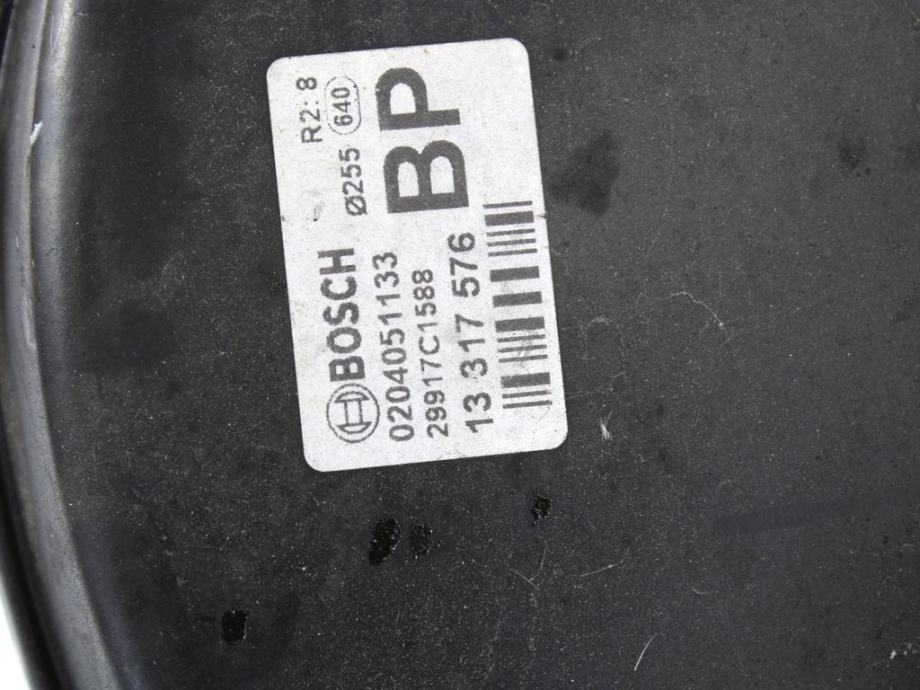 R2: 8
Ø255 640
BOSCH
BP
0204051133
29917C1588
13 317 576